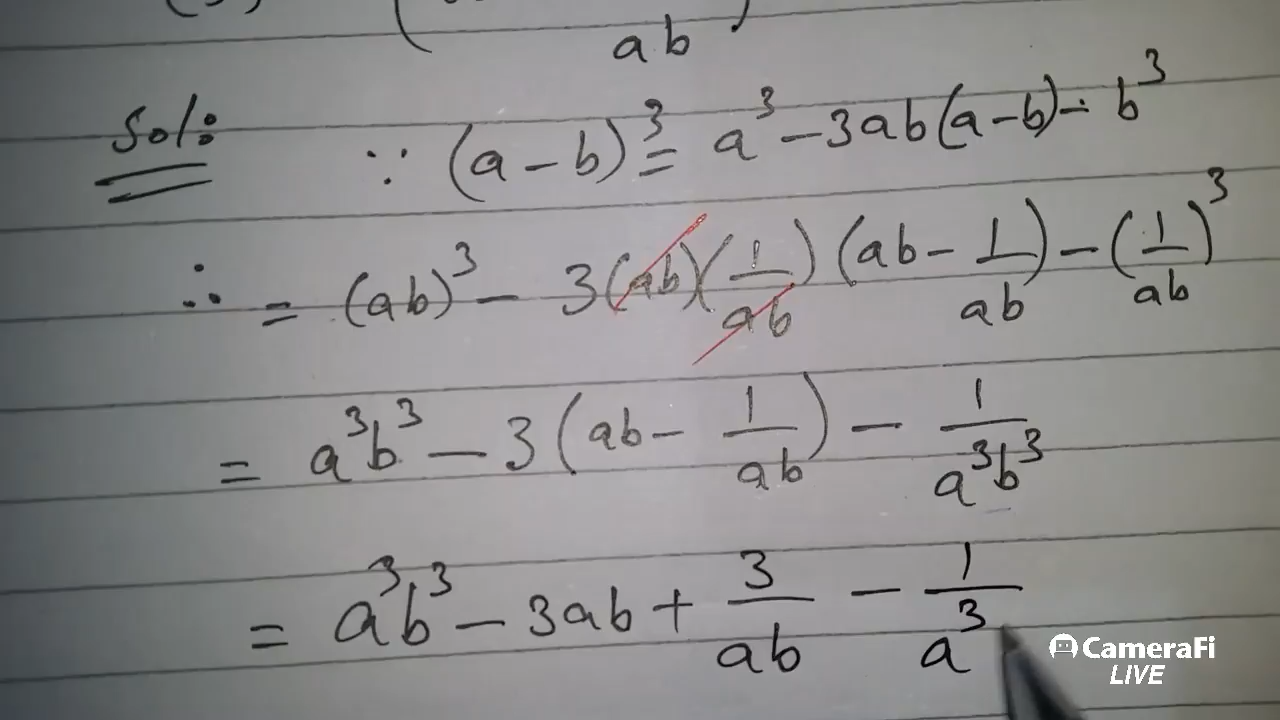 ab
Sol:
∵ (a-b)³ = a³ - 3ab(a-b) - b³
∴ = (ab)³ - 3(ab)(1/ab)(ab - 1/ab) - (1/ab)³
= a³b³ - 3(ab - 1/ab) - 1/a³b³
= a³b³ - 3ab + 3/ab - 1/a³
CameraFi
LIVE